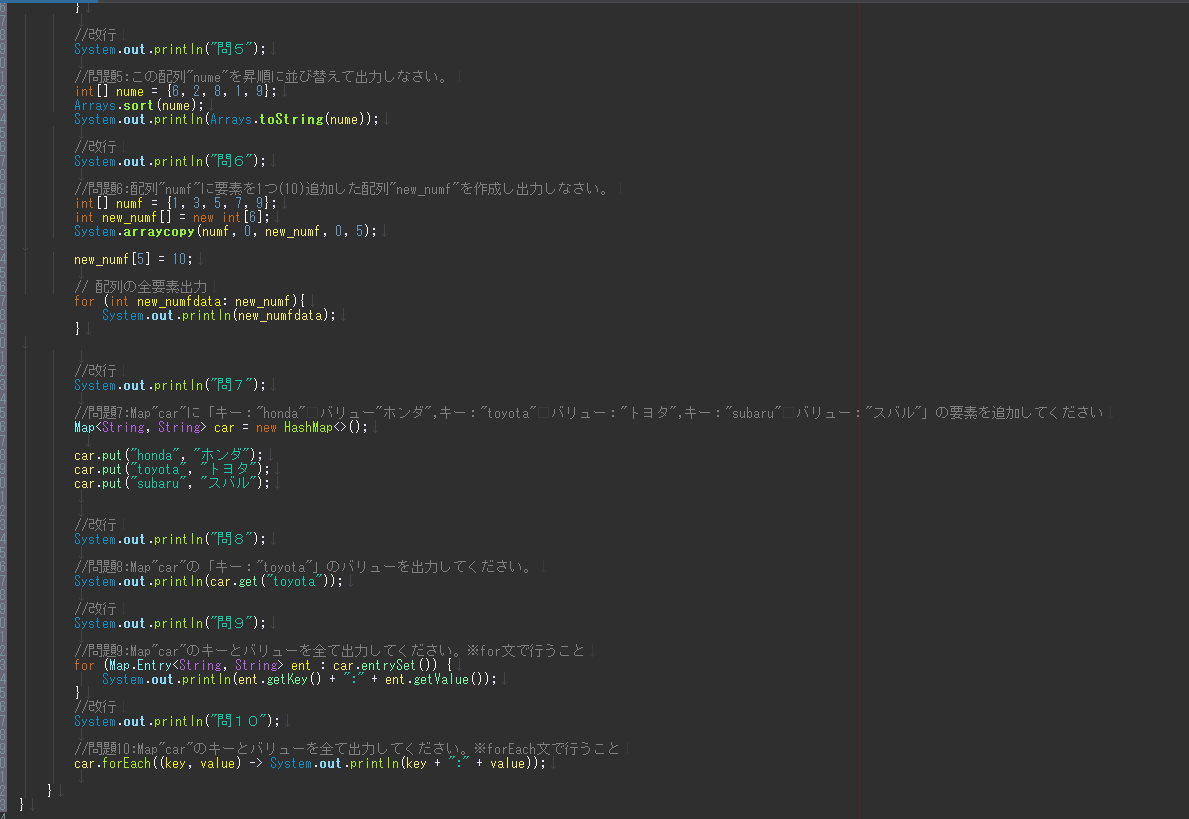 }
//改行
System.out.println("問５");
//問題5:この配列"nume"を昇順に並び替えて出力しなさい。
int[] nume = {6, 2, 8, 1, 9};
Arrays.sort(nume);
System.out.println(Arrays.toString(nume));
//改行
System.out.println("問６");
//問題6:配列"numf"に要素を1つ(10)追加した配列"new_numf"を作成し出力しなさい。
int[] numf = {1, 3, 5, 7, 9};
int new_numf[] = new int[6];
System.arraycopy(numf, 0, new_numf, 0, 5);
new_numf[5] = 10;
// 配列の全要素出力
for (int new_numfdata: new_numf){
System.out.println(new_numfdata);
}
//改行
System.out.println("問７");
//問題7:Map"car"に「キー："honda"□バリュー"ホンダ",キー："toyota"□バリュー："トヨタ",キー："subaru"□バリュー："スバル"」の要素を追加してください
Map<String, String> car = new HashMap<>();
car.put("honda", "ホンダ");
car.put("toyota", "トヨタ");
car.put("subaru", "スバル");
//改行
System.out.println("問８");
//問題8:Map"car"の「キー："toyota"」のバリューを出力してください。
System.out.println(car.get("toyota"));
//改行
System.out.println("問９");
//問題9:Map"car"のキーとバリューを全て出力してください。※for文で行うこと
for (Map.Entry<String, String> ent : car.entrySet()) {
System.out.println(ent.getKey() + ":" + ent.getValue());
}
//改行
System.out.println("問１０");
//問題10:Map"car"のキーとバリューを全て出力してください。※forEach文で行うこと
car.forEach((key, value) -> System.out.println(key + ":" + value));
}
}